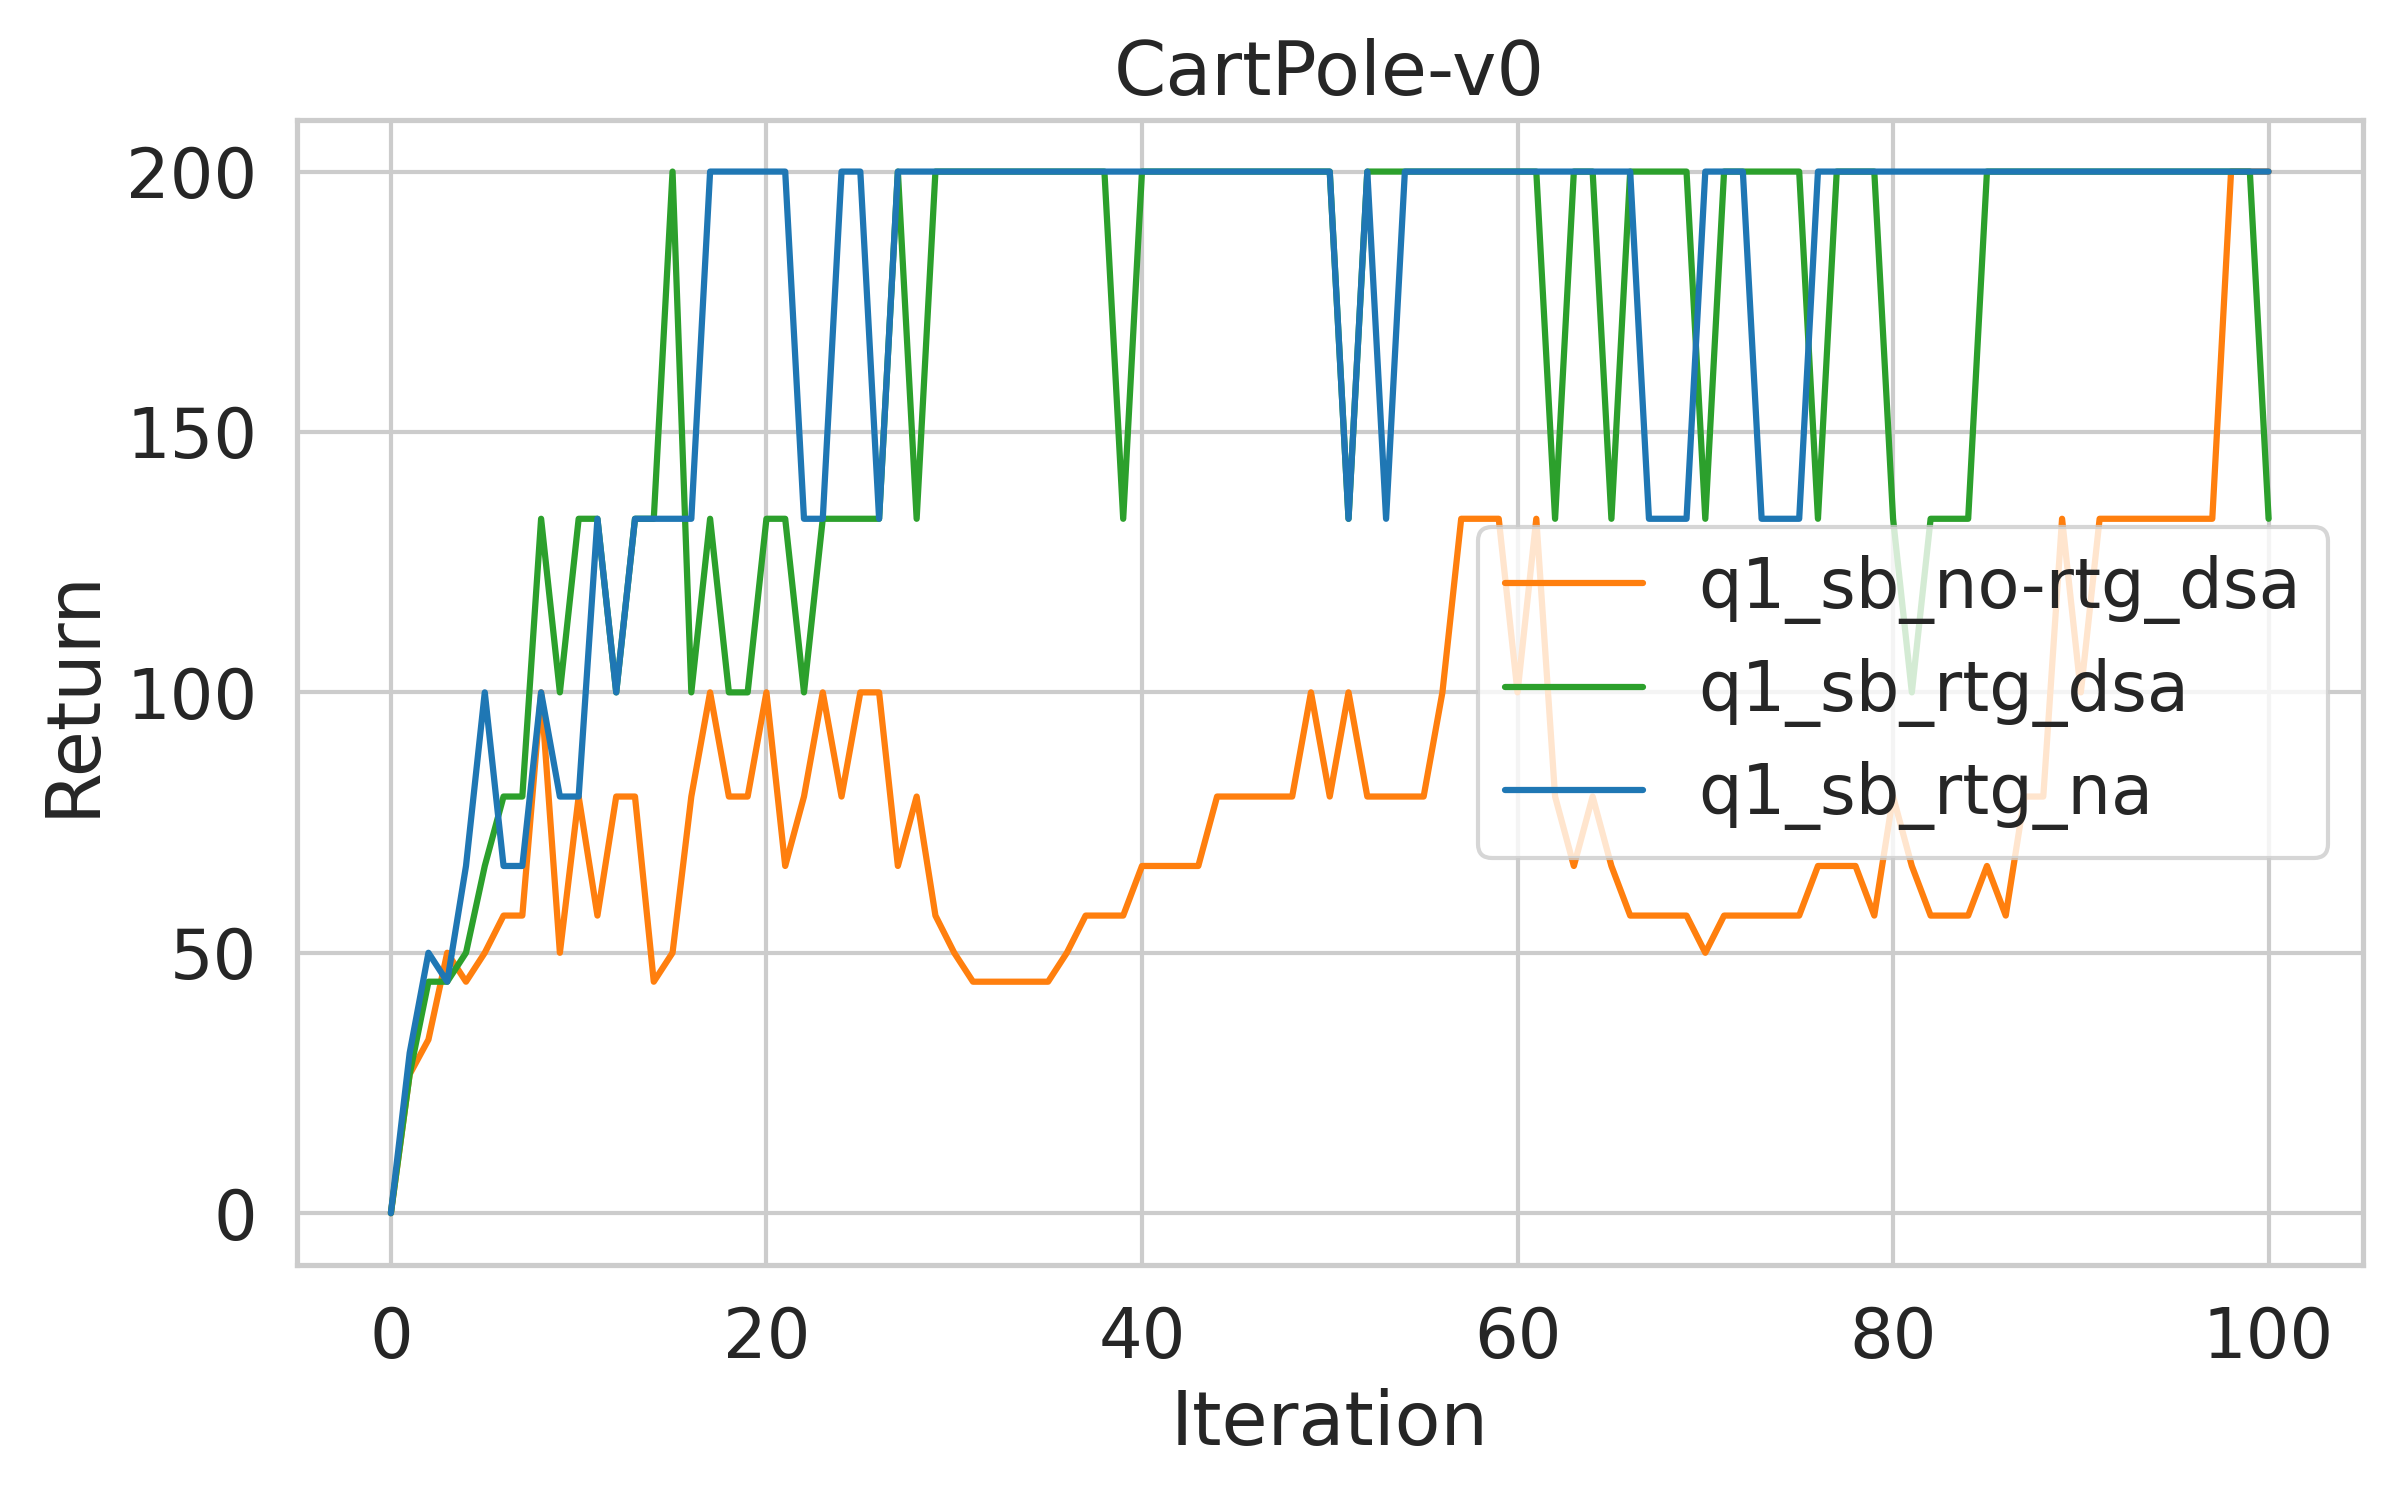 CartPole-v0
200
150
100
50
0
Return
q1_sb_no-rtg_dsa
q1_sb_rtg_dsa
q1_sb_rtg_na
0 20 40 60 80 100
Iteration